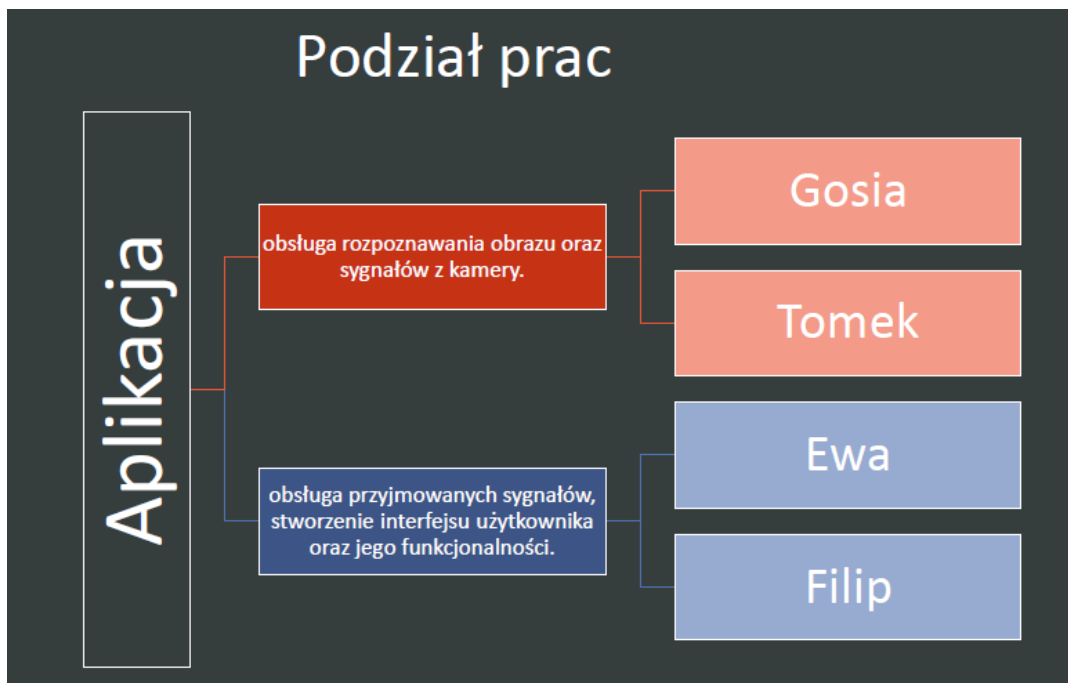 Podział prac
Aplikacja
obsługa rozpoznawania obrazu oraz
sygnałów z kamery.
Gosia
Tomek
obsługa przyjmowanych sygnałów,
stworzenie interfejsu użytkownika
oraz jego funkcjonalności.
Ewa
Filip